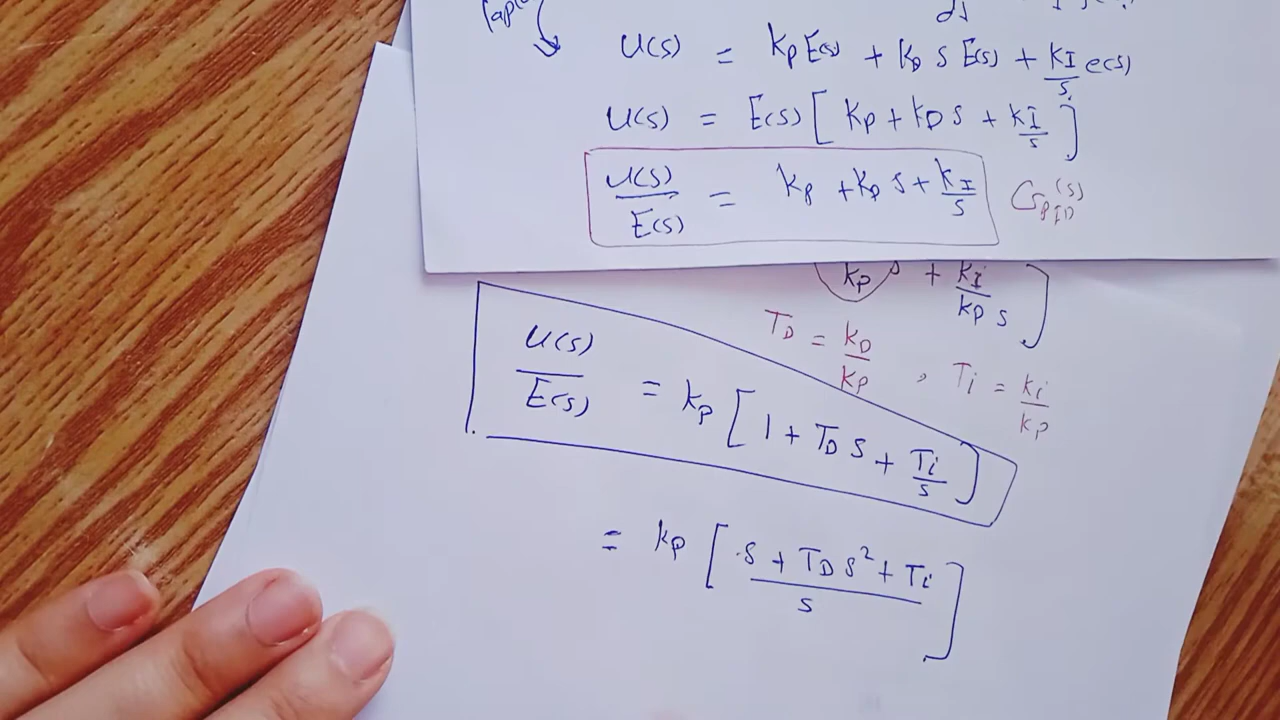 U(s) = kp E(s) + kD s E(s) + kI/s e(s)
U(s) = E(s) [ kp + kD s + kI/s ]
U(s)/E(s) = kp + kD s + kI/s GPID(s)
kp s + kI/kp s ]
TD = kD/kp , Ti = ki/kp
U(s)/E(s) = kp [ 1 + TD s + Ti/s ]
= kp [ s + TD s² + Ti / s ]